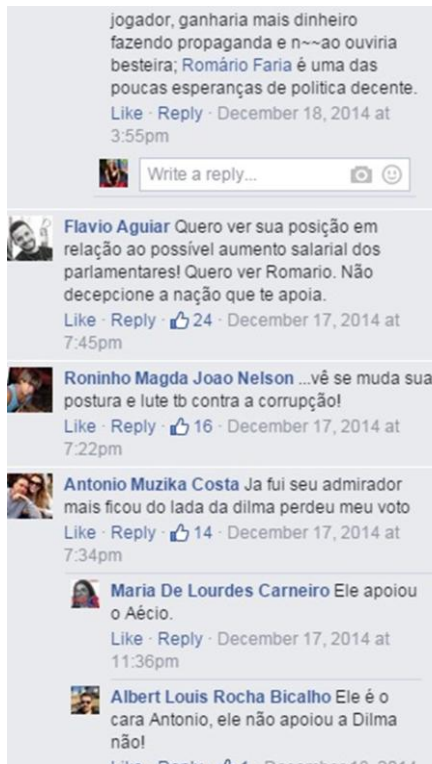 jogador, ganharia mais dinheiro
fazendo propaganda e n~~ao ouviria
besteira; Romário Faria é uma das
poucas esperanças de politica decente.
Like · Reply · December 18, 2014 at
3:55pm
Write a reply...
Flavio Aguiar Quero ver sua posição em
relação ao possível aumento salarial dos
parlamentares! Quero ver Romario. Não
decepcione a nação que te apoia.
Like · Reply · 24 · December 17, 2014 at
7:45pm
Roninho Magda Joao Nelson ...vê se muda sua
postura e lute tb contra a corrupção!
Like · Reply · 16 · December 17, 2014 at
7:22pm
Antonio Muzika Costa Ja fui seu admirador
mais ficou do lada da dilma perdeu meu voto
Like · Reply · 14 · December 17, 2014 at
7:34pm
Maria De Lourdes Carneiro Ele apoiou
o Aécio.
Like · Reply · December 17, 2014 at
11:36pm
Albert Louis Rocha Bicalho Ele é o
cara Antonio, ele não apoiou a Dilma
não!